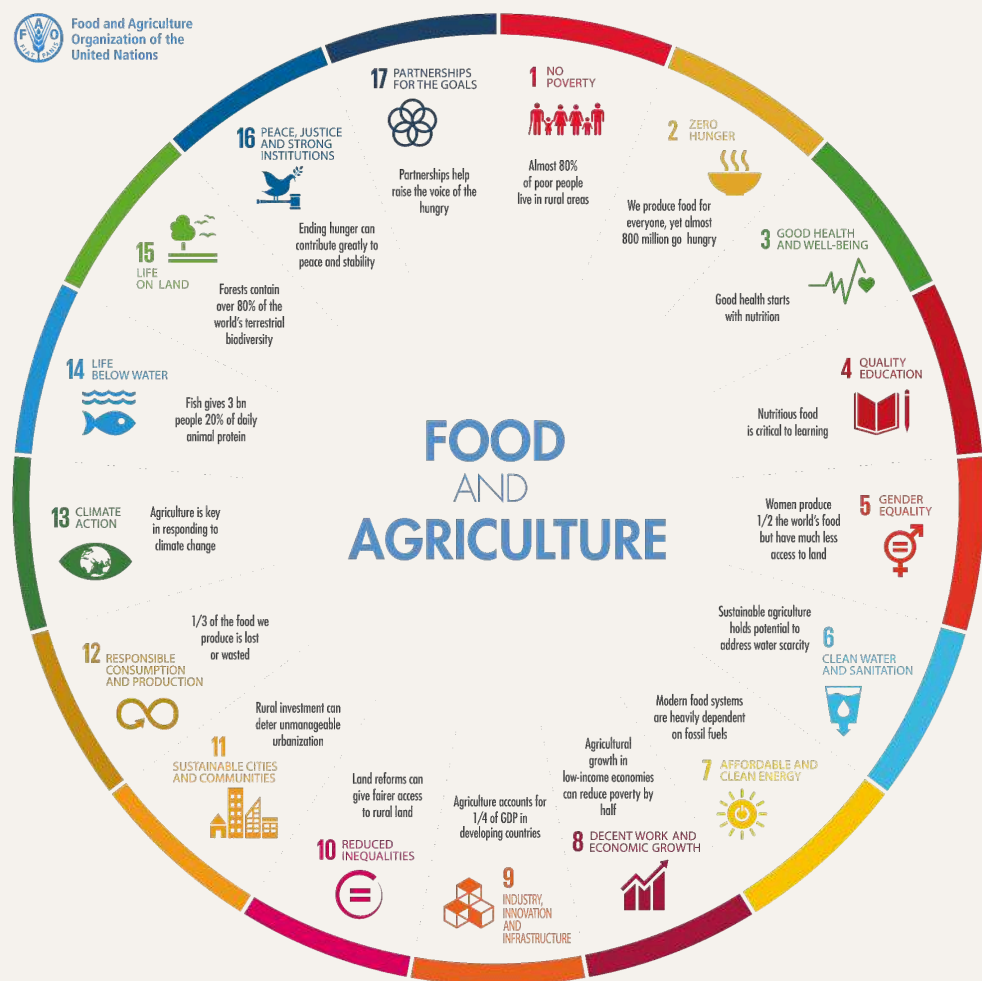 Food and Agriculture
Organization of the
United Nations
F A O
FIAT PANIS
1 NO
POVERTY
Almost 80%
of poor people
live in rural areas
2 ZERO
HUNGER
We produce food for
everyone, yet almost
800 million go hungry
3 GOOD HEALTH
AND WELL-BEING
Good health starts
with nutrition
4 QUALITY
EDUCATION
Nutritious food
is critical to learning
5 GENDER
EQUALITY
Women produce
1/2 the world's food
but have much less
access to land
6
CLEAN WATER
AND SANITATION
Sustainable agriculture
holds potential to
address water scarcity
7 AFFORDABLE AND
CLEAN ENERGY
Modern food systems
are heavily dependent
on fossil fuels
8 DECENT WORK AND
ECONOMIC GROWTH
Agricultural
growth in
low-income economies
can reduce poverty by
half
9
INDUSTRY,
INNOVATION
AND
INFRASTRUCTURE
Agriculture accounts for
1/4 of GDP in
developing countries
10 REDUCED
INEQUALITIES
Land reforms can
give fairer access
to rural land
11
SUSTAINABLE CITIES
AND COMMUNITIES
Rural investment can
deter unmanageable
urbanization
12 RESPONSIBLE
CONSUMPTION
AND PRODUCTION
1/3 of the food we
produce is lost
or wasted
13 CLIMATE
ACTION
Agriculture is key
in responding to
climate change
14 LIFE
BELOW WATER
Fish gives 3 bn
people 20% of daily
animal protein
15
LIFE
ON LAND
Forests contain
over 80% of the
world's terrestrial
biodiversity
16 PEACE, JUSTICE
AND STRONG
INSTITUTIONS
Ending hunger can
contribute greatly to
peace and stability
17 PARTNERSHIPS
FOR THE GOALS
Partnerships help
raise the voice of the
hungry
FOOD
AND
AGRICULTURE